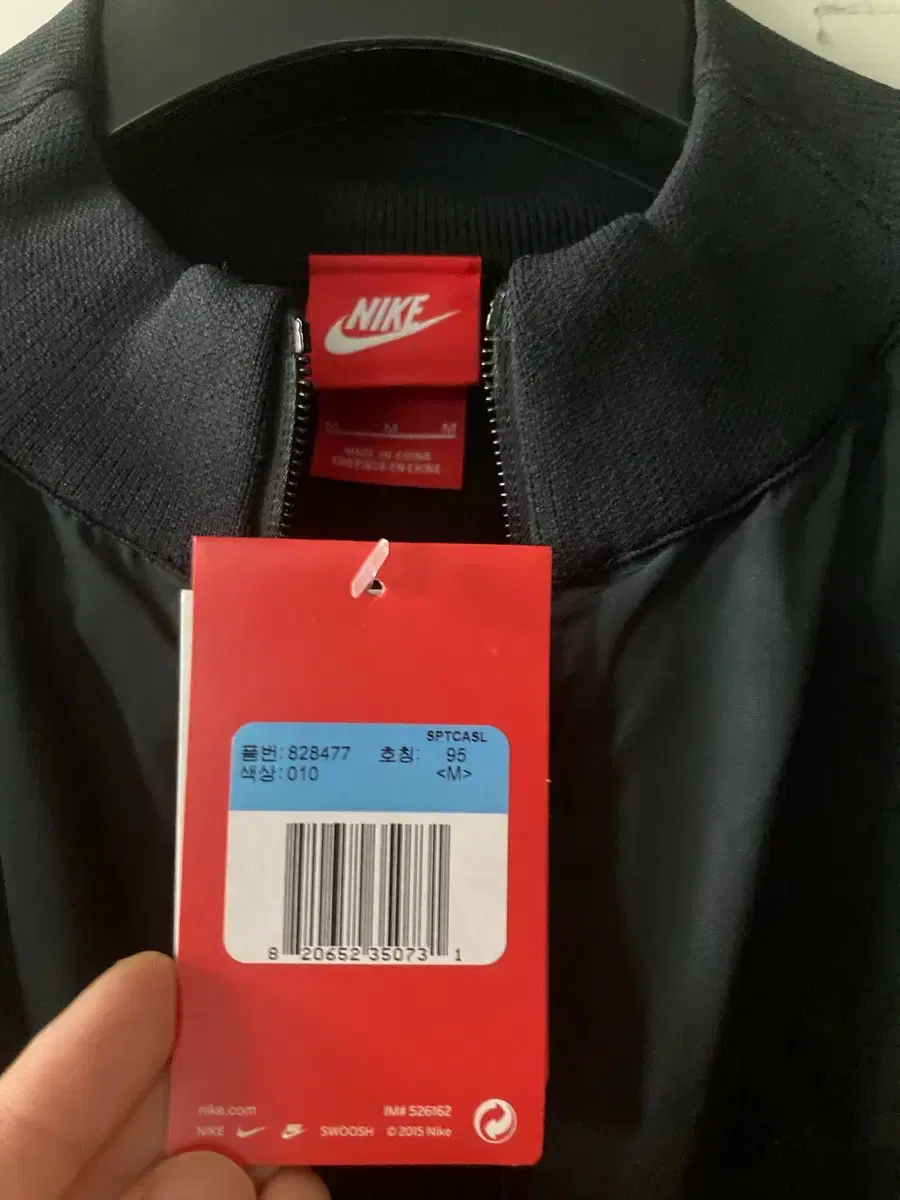 NIKE
M M M
MADE IN CHINA
FABRIQUE EN CHINE
SPTCASL
품번: 828477 호칭: 95
색상: 010 <M>
8 20652 35073 1
nike.com IM# 526162
NIKE SWOOSH © 2015 Nike